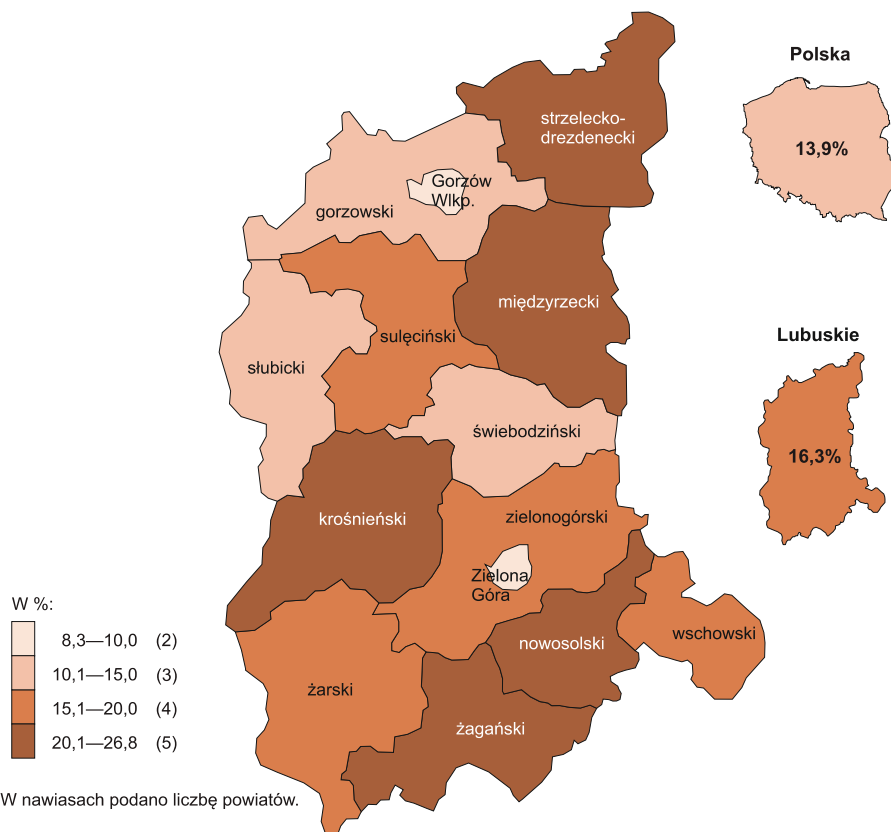 Polska
13,9%
strzelecko-
drezdenecki
Gorzów
Wlkp.
gorzowski
międzyrzecki
sulęciński
słubicki
Lubuskie
16,3%
świebodziński
krośnieński
zielonogórski
Zielona
Góra
wschowski
nowosolski
żarski
żagański
W %:
8,3—10,0 (2)
10,1—15,0 (3)
15,1—20,0 (4)
20,1—26,8 (5)
W nawiasach podano liczbę powiatów.